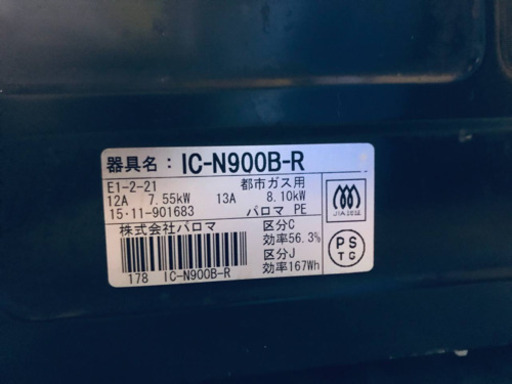 器具名： IC-N900B-R
E1-2-21 都市ガス用
12A 7.55kW 13A 8.10kW
15・11-901683 パロマ PE
株式会社パロマ
178 IC-N900B-R
区分C
効率56.3%
区分J
効率167Wh
JIA
PS
TG